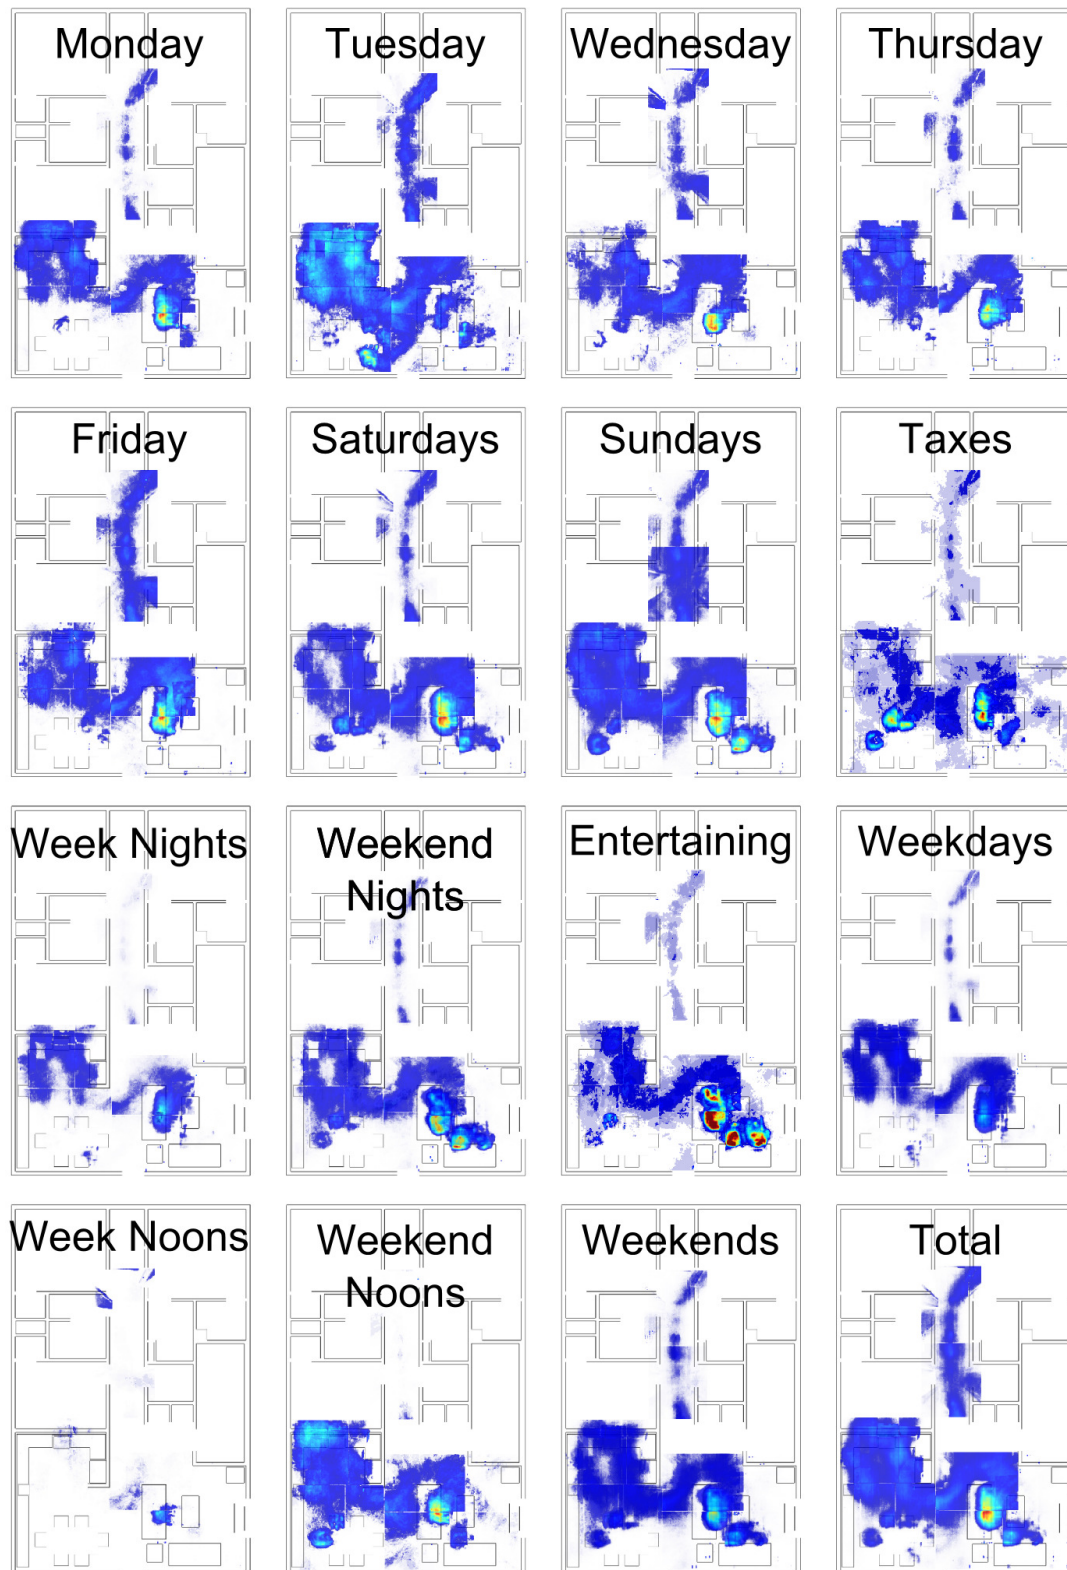 Monday
Tuesday
Wednesday
Thursday
Friday
Saturdays
Sundays
Taxes
Week Nights
Weekend
Nights
Entertaining
Weekdays
Week Noons
Weekend
Noons
Weekends
Total